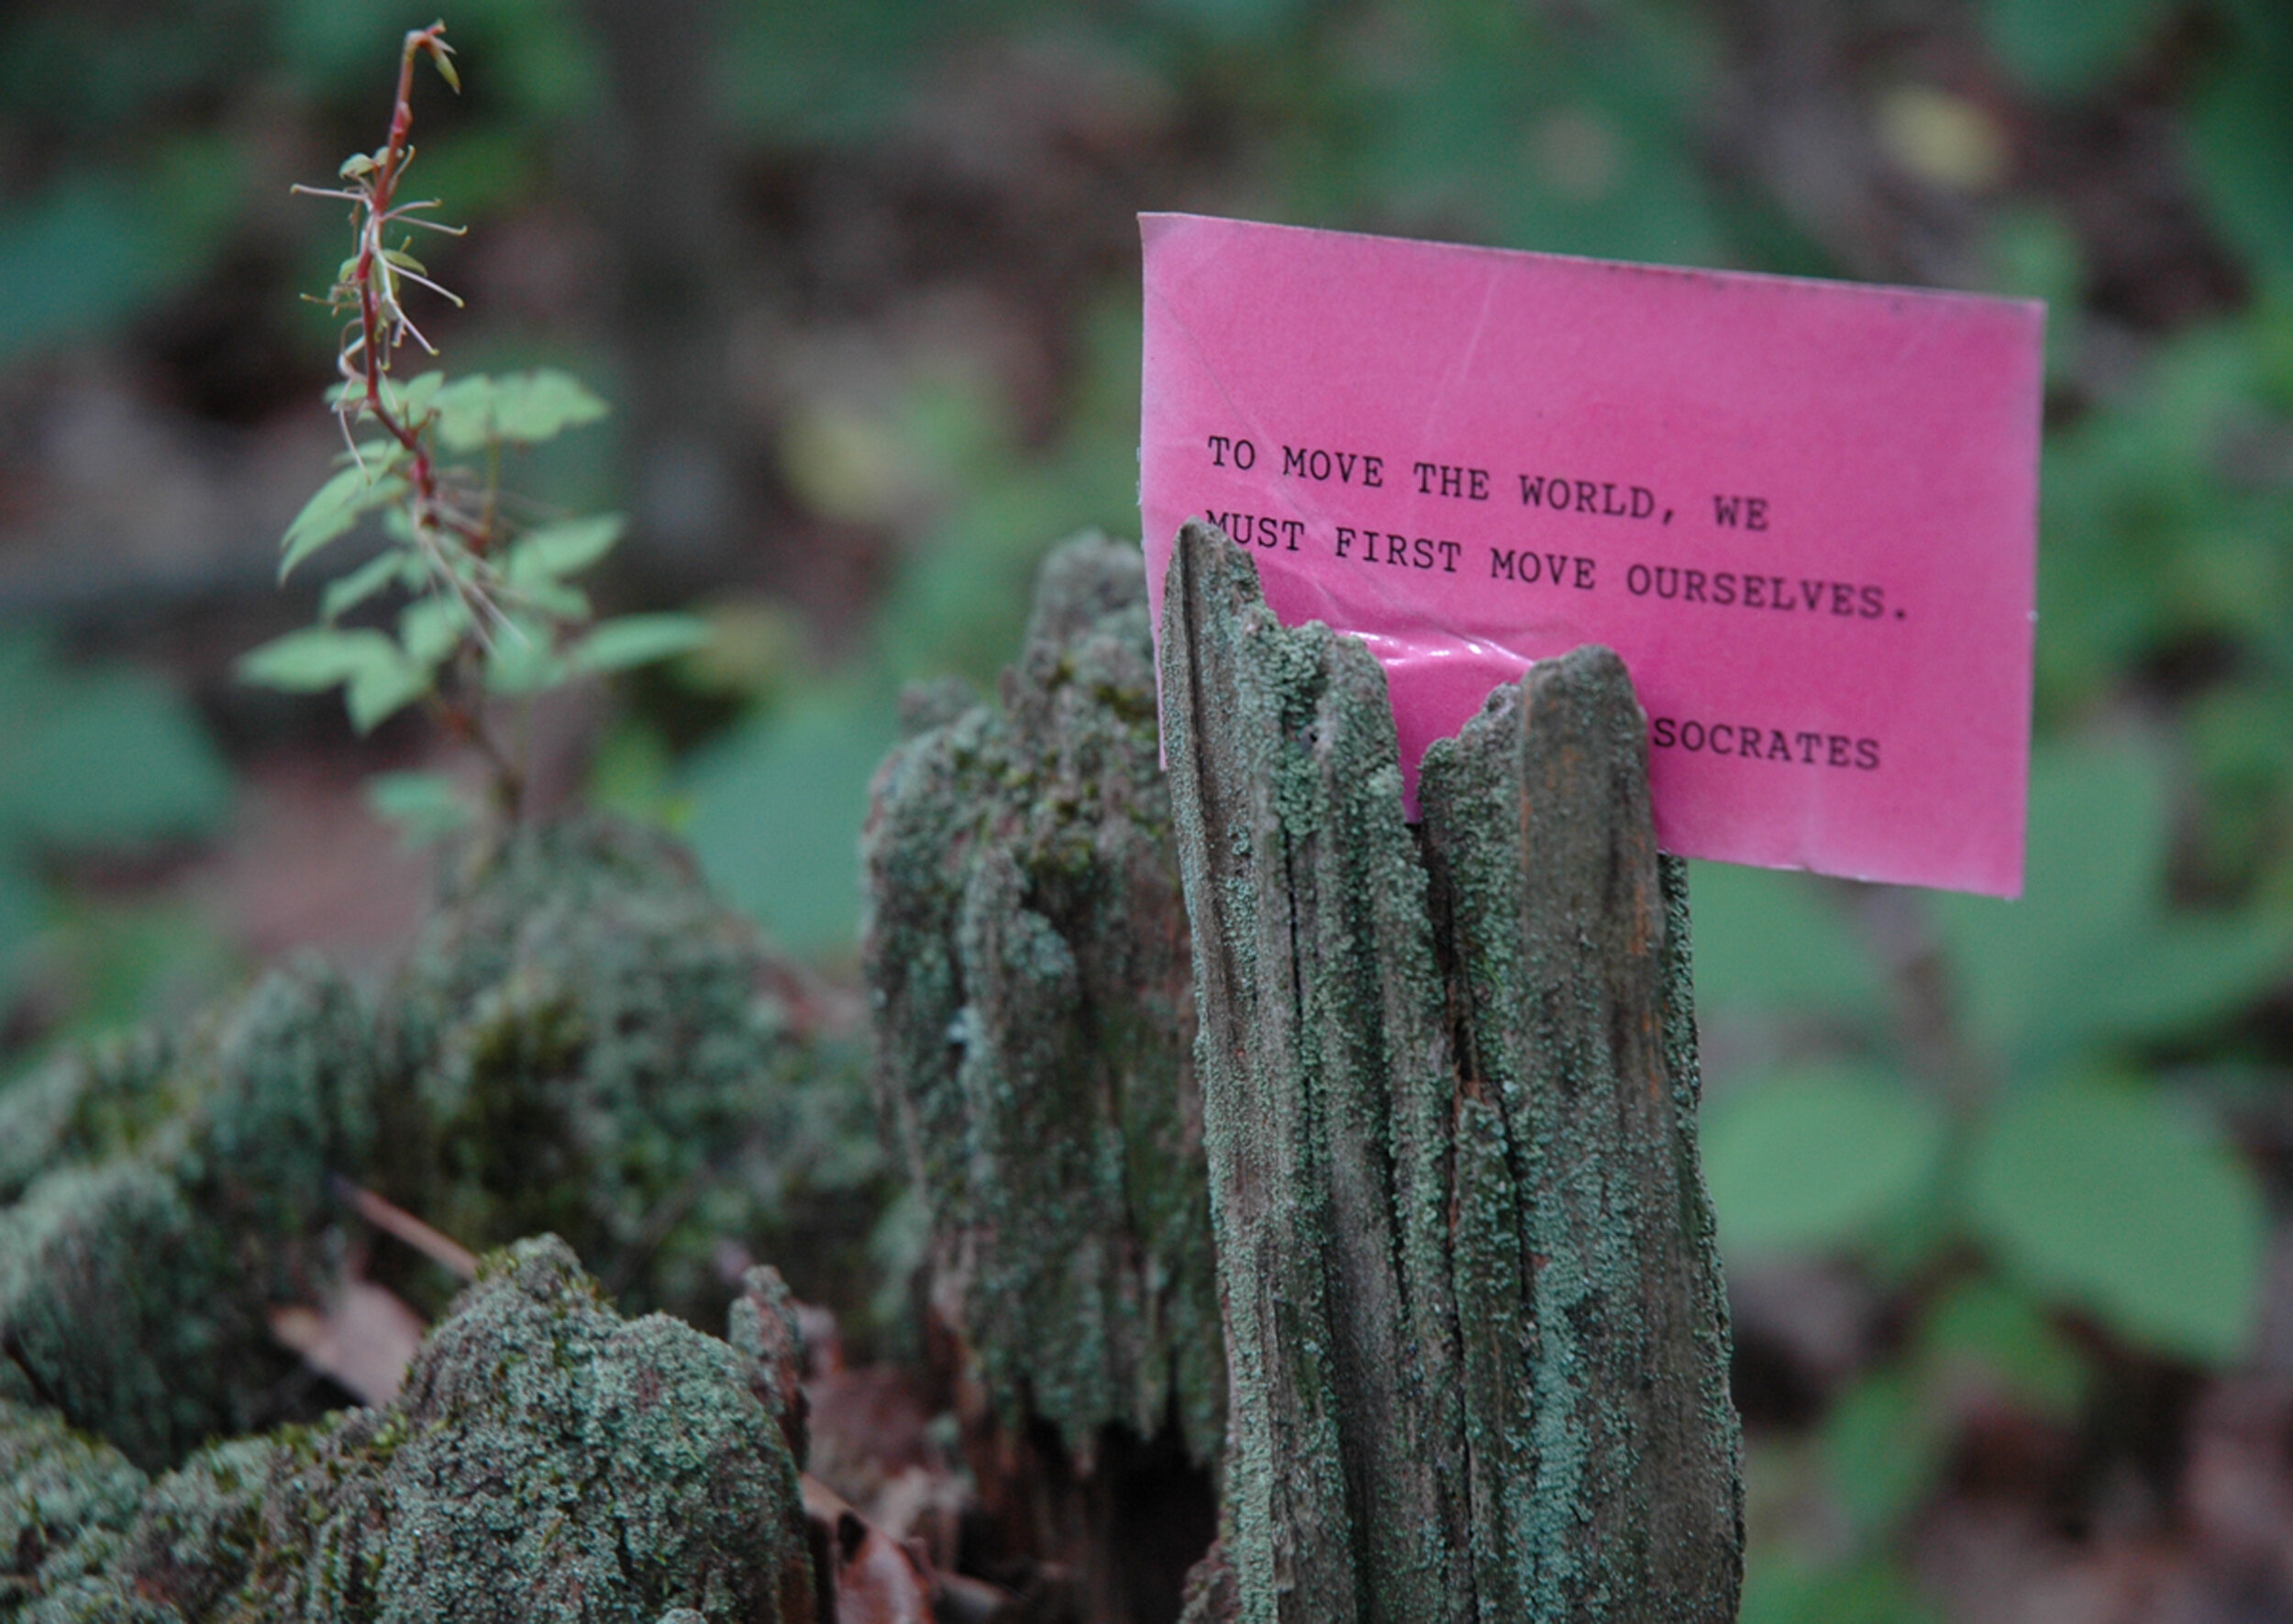 TO MOVE THE WORLD, WE
MUST FIRST MOVE OURSELVES.
SOCRATES